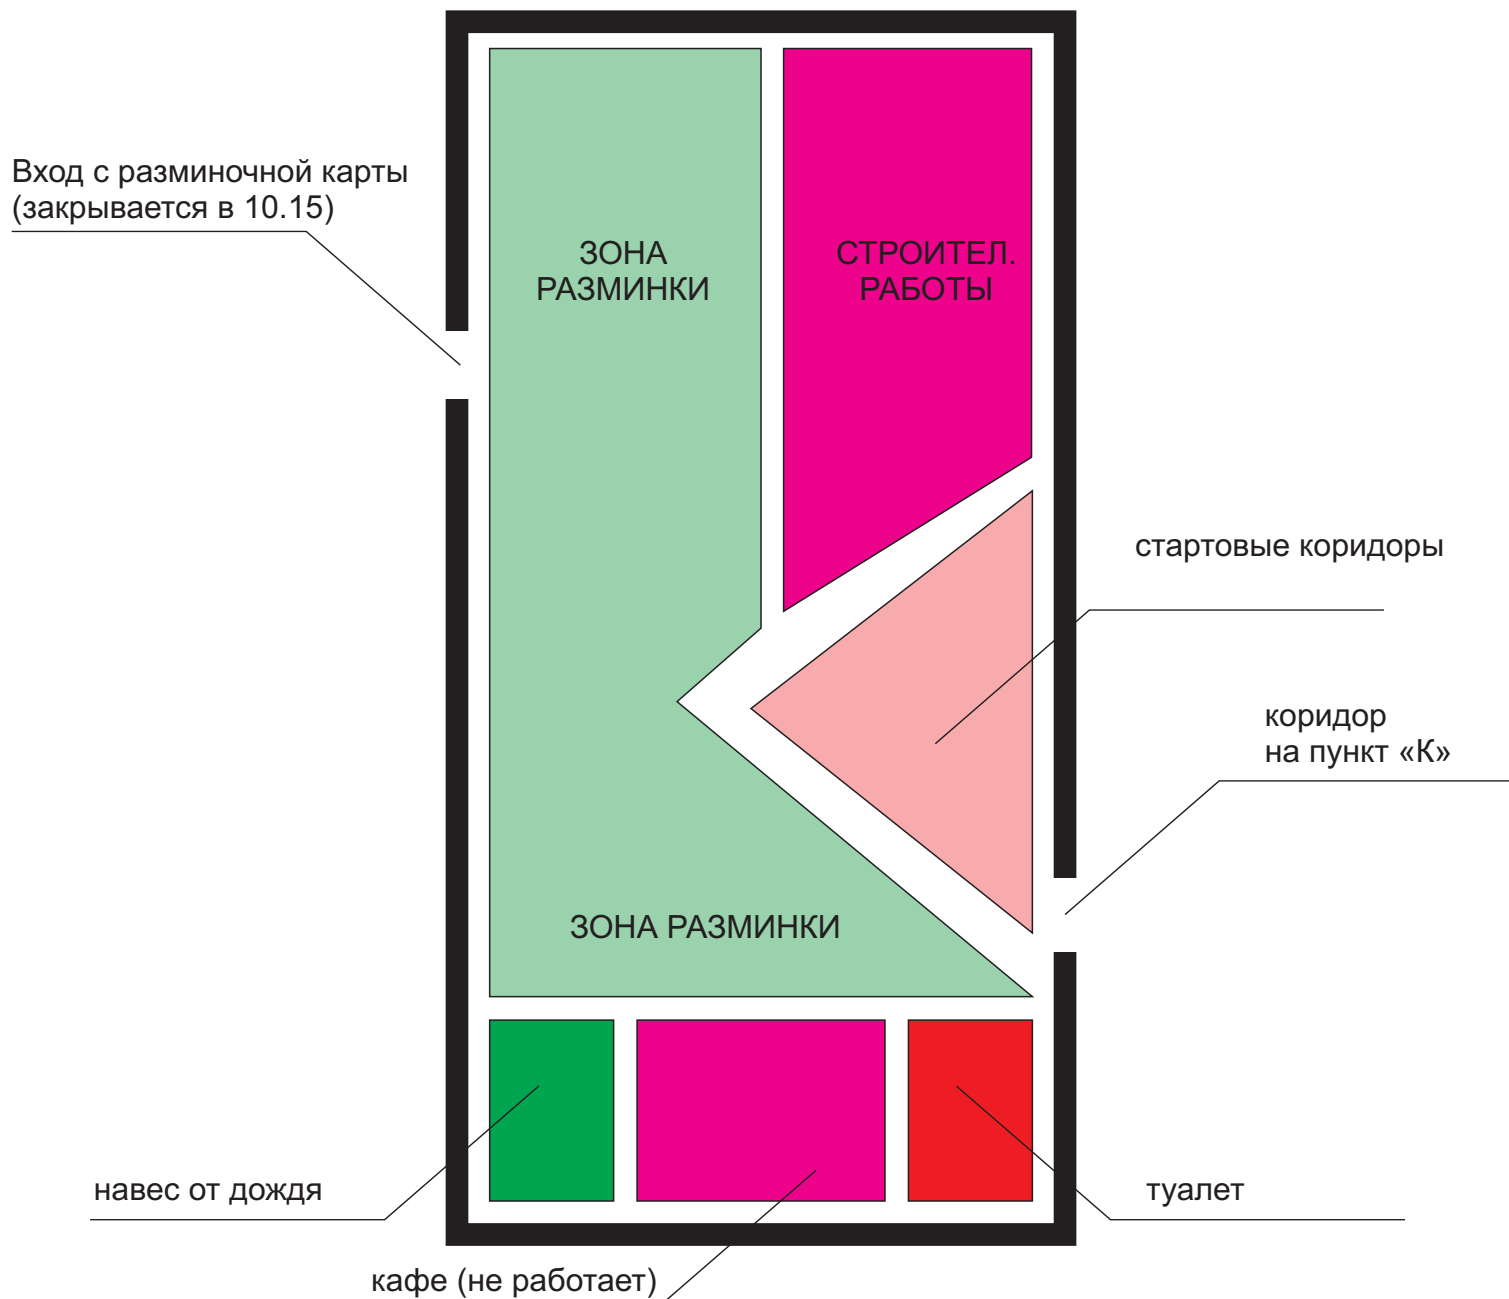 Вход с разминочной карты
(закрывается в 10.15)
ЗОНА
РАЗМИНКИ
СТРОИТЕЛ.
РАБОТЫ
стартовые коридоры
коридор
на пункт «К»
ЗОНА РАЗМИНКИ
навес от дождя
туалет
кафе (не работает)